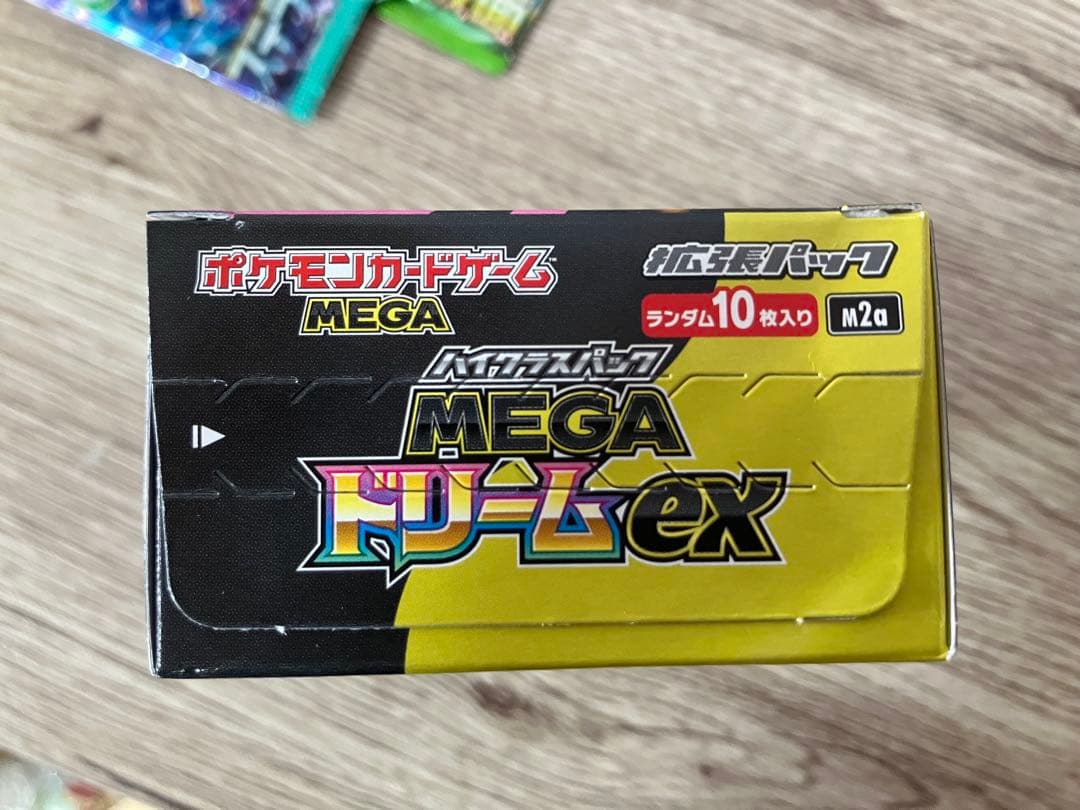 ポケモンカードゲーム
MEGA
拡張パック
ランダム10枚入り
M2a
ハイクラスパック
MEGA
ドリームex